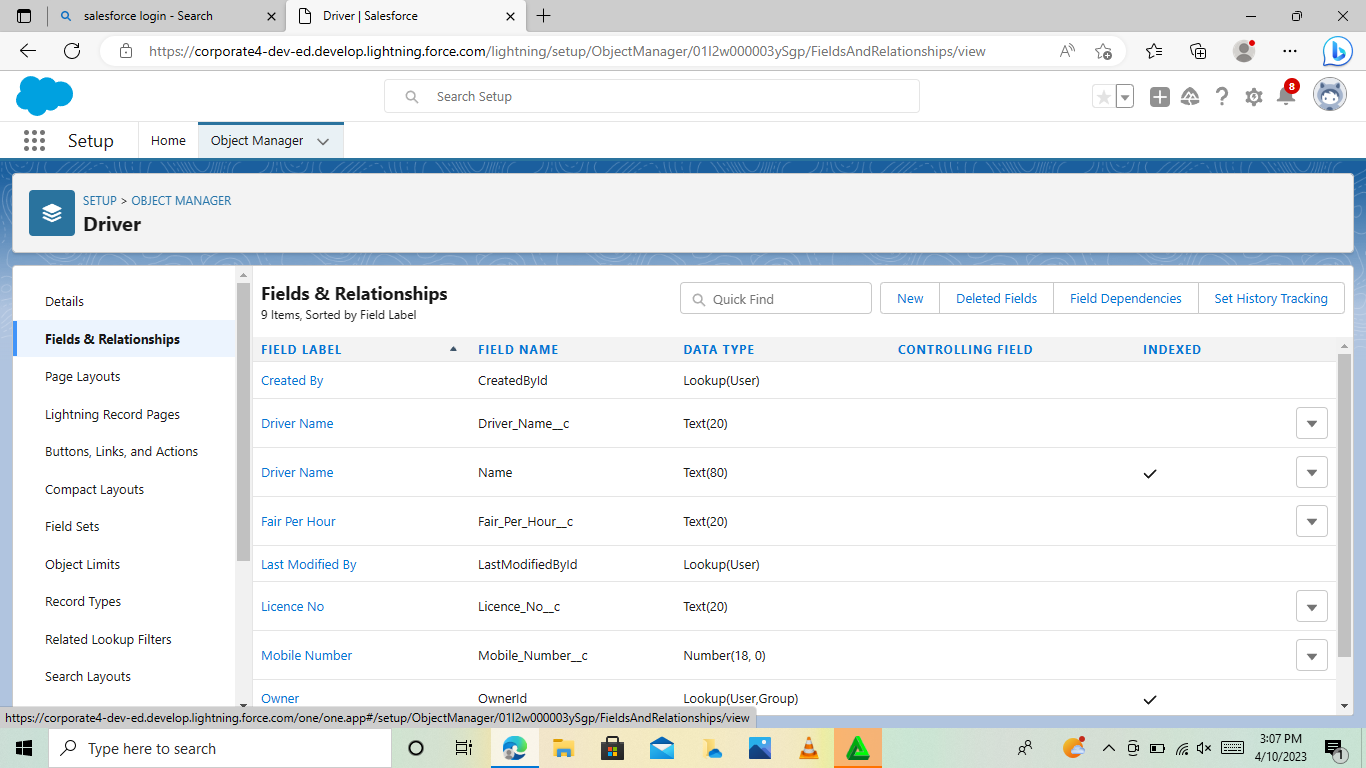 salesforce login - Search
Driver | Salesforce
https://corporate4-dev-ed.develop.lightning.force.com/lightning/setup/ObjectManager/01I2w000003ySgp/FieldsAndRelationships/view
Search Setup
8
Setup
Home
Object Manager
SETUP > OBJECT MANAGER
Driver
Details
Fields & Relationships
Page Layouts
Lightning Record Pages
Buttons, Links, and Actions
Compact Layouts
Field Sets
Object Limits
Record Types
Related Lookup Filters
Search Layouts
Fields & Relationships
9 Items, Sorted by Field Label
Quick Find
New
Deleted Fields
Field Dependencies
Set History Tracking
FIELD LABEL FIELD NAME DATA TYPE CONTROLLING FIELD INDEXED
Created By CreatedById Lookup(User)
Driver Name Driver_Name__c Text(20)
Driver Name Name Text(80)
Fair Per Hour Fair_Per_Hour__c Text(20)
Last Modified By LastModifiedById Lookup(User)
Licence No Licence_No__c Text(20)
Mobile Number Mobile_Number__c Number(18, 0)
Owner OwnerId Lookup(User,Group)
https://corporate4-dev-ed.develop.lightning.force.com/one/one.app#/setup/ObjectManager/01I2w000003ySgp/FieldsAndRelationships/view
Type here to search
3:07 PM
4/10/2023
1